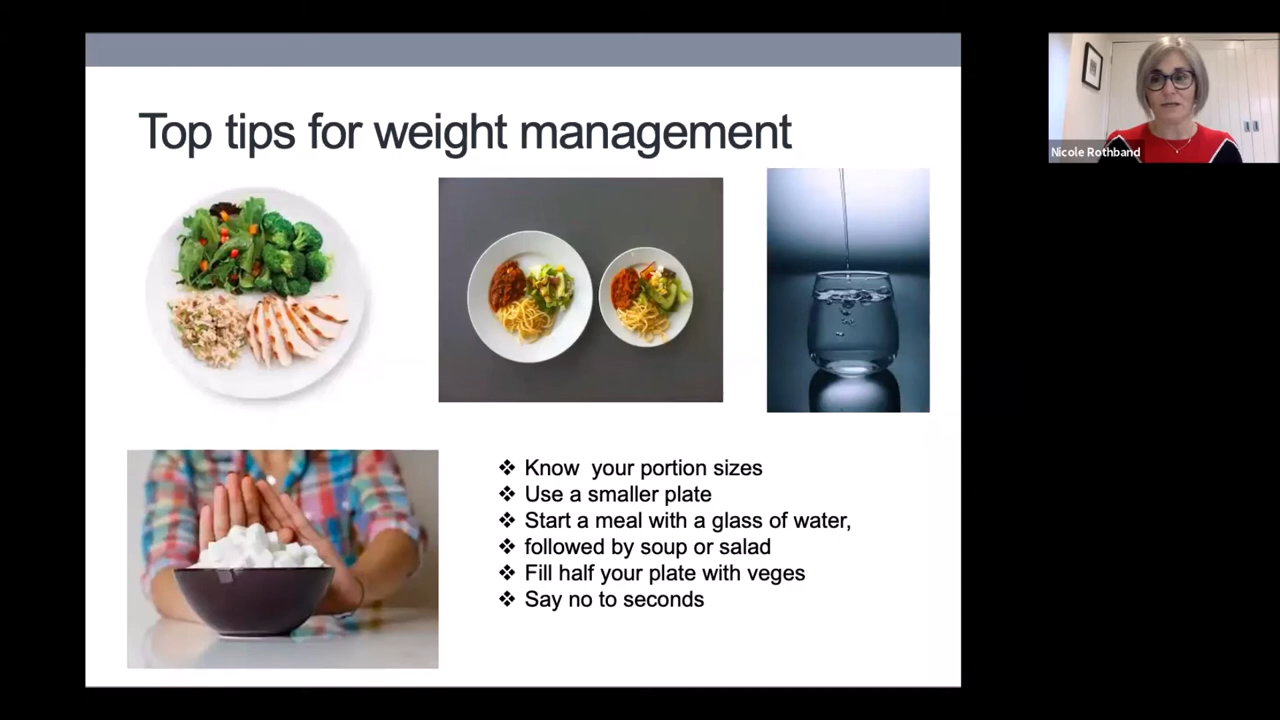 Top tips for weight management
Nicole Rothband
❖ Know  your portion sizes
❖ Use a smaller plate
❖ Start a meal with a glass of water,
❖ followed by soup or salad
❖ Fill half your plate with veges
❖ Say no to seconds